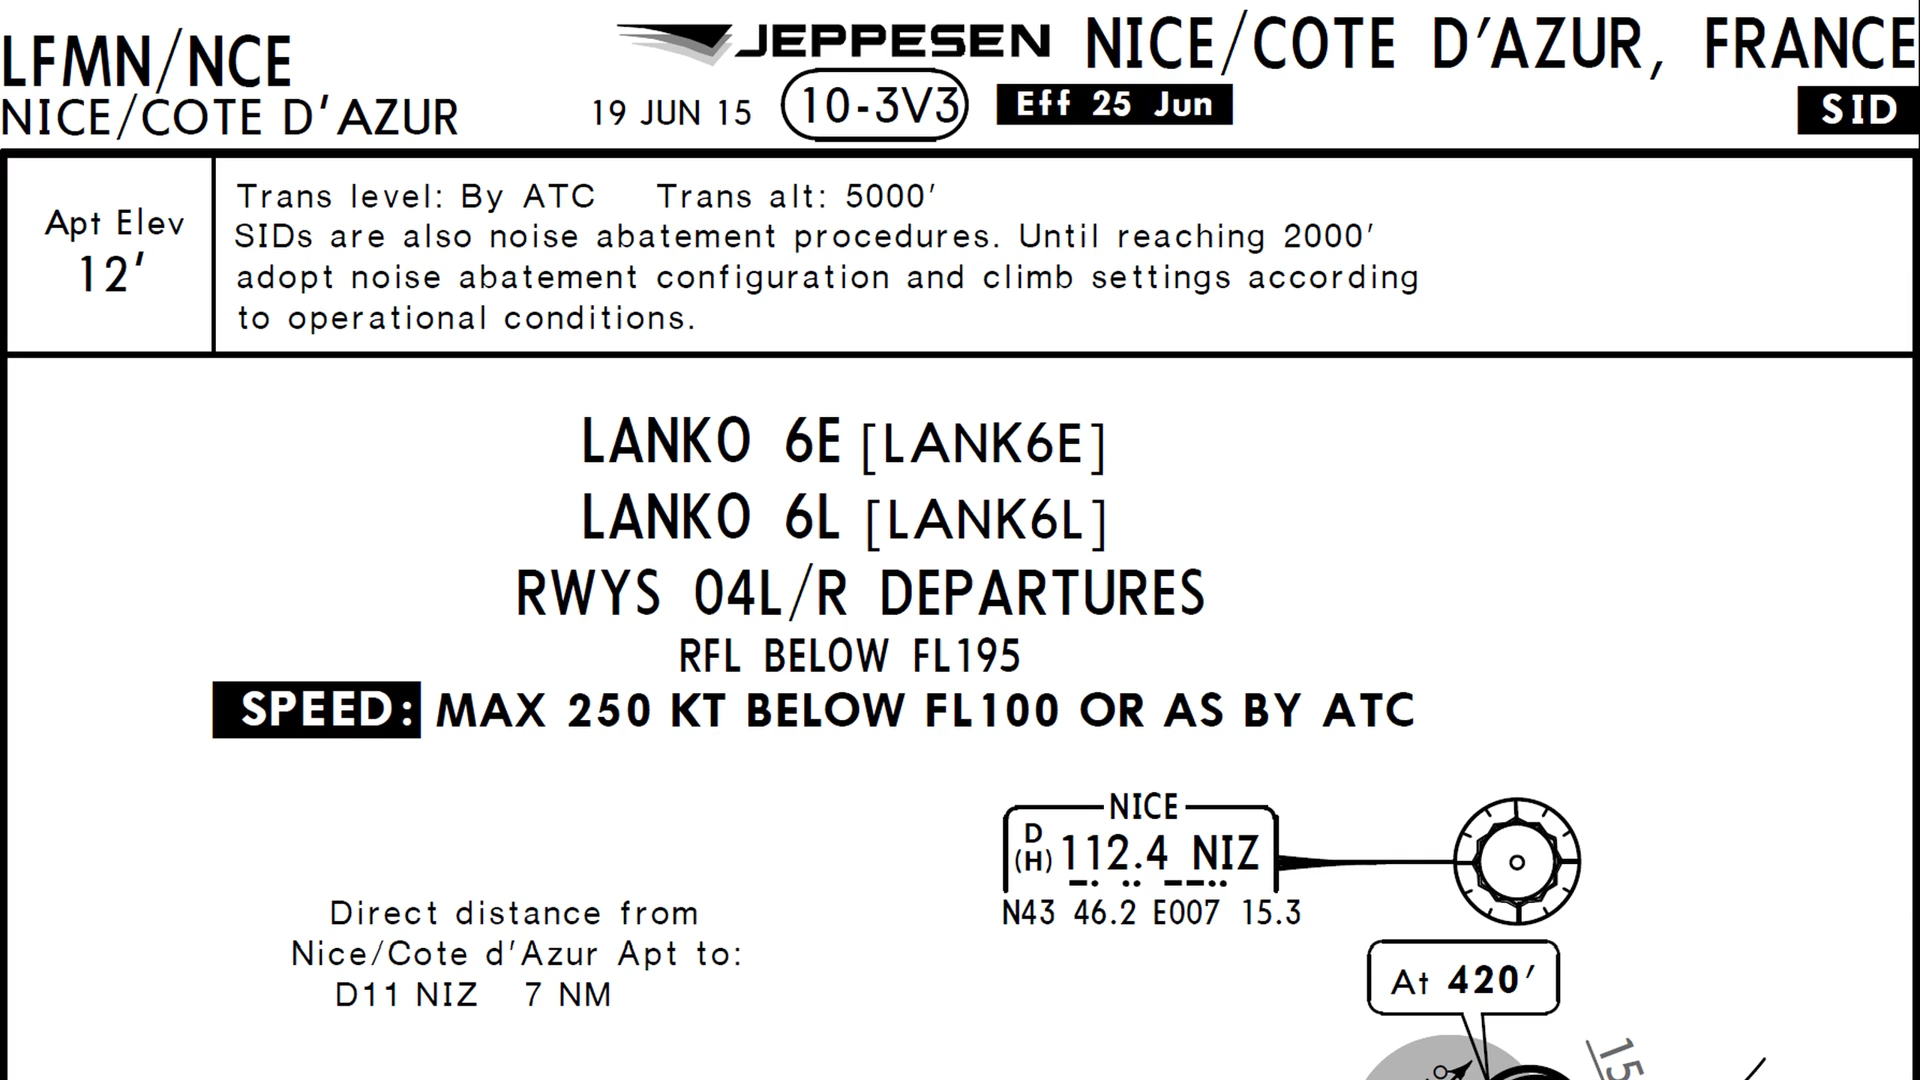 LFMN/NCE
NICE/COTE D'AZUR
JEPPESEN
NICE/COTE D'AZUR, FRANCE
19 JUN 15
10-3V3
Eff 25 Jun
SID
Apt Elev
12'
Trans level: By ATC Trans alt: 5000'
SIDs are also noise abatement procedures. Until reaching 2000'
adopt noise abatement configuration and climb settings according
to operational conditions.
LANKO 6E [LANK6E]
LANKO 6L [LANK6L]
RWYS 04L/R DEPARTURES
RFL BELOW FL195
SPEED: MAX 250 KT BELOW FL100 OR AS BY ATC
NICE
D
(H) 112.4 NIZ
N43 46.2 E007 15.3
Direct distance from
Nice/Cote d'Azur Apt to:
D11 NIZ 7 NM
At 420'